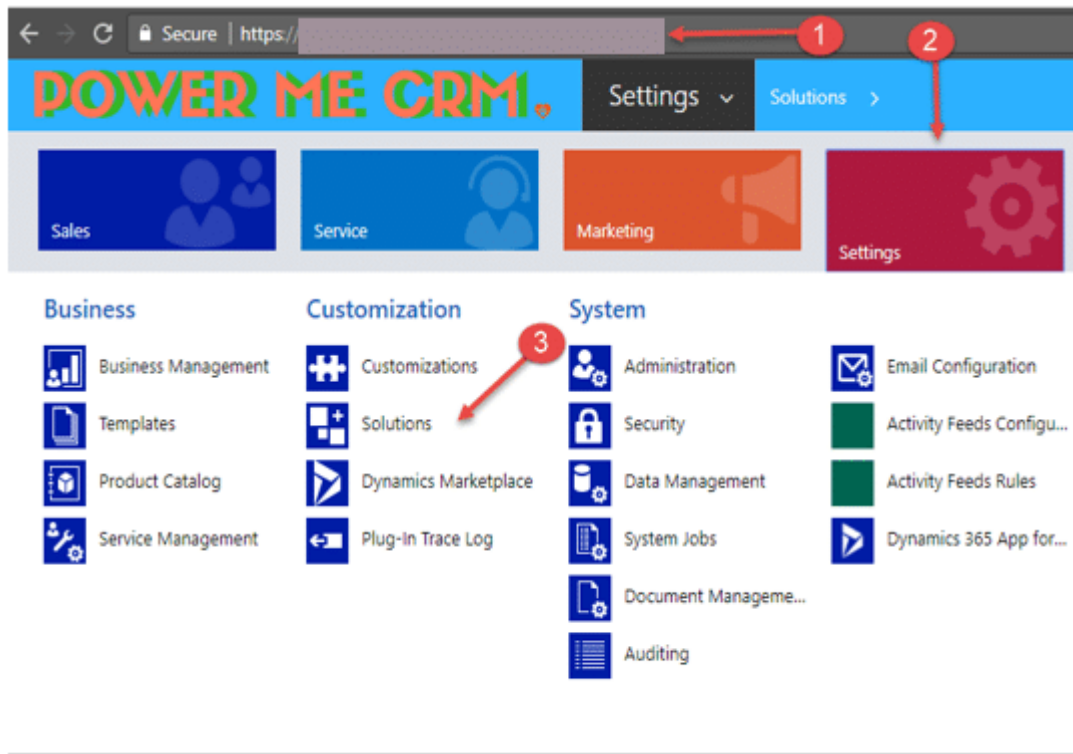 Secure | https://
1
2
POWER ME CRM.
Settings
Solutions
Sales
Service
Marketing
Settings
Business
Business Management
Templates
Product Catalog
Service Management
Customization
3
Customizations
Solutions
Dynamics Marketplace
Plug-In Trace Log
System
Administration
Security
Data Management
System Jobs
Document Manageme...
Auditing
Email Configuration
Activity Feeds Configu...
Activity Feeds Rules
Dynamics 365 App for...